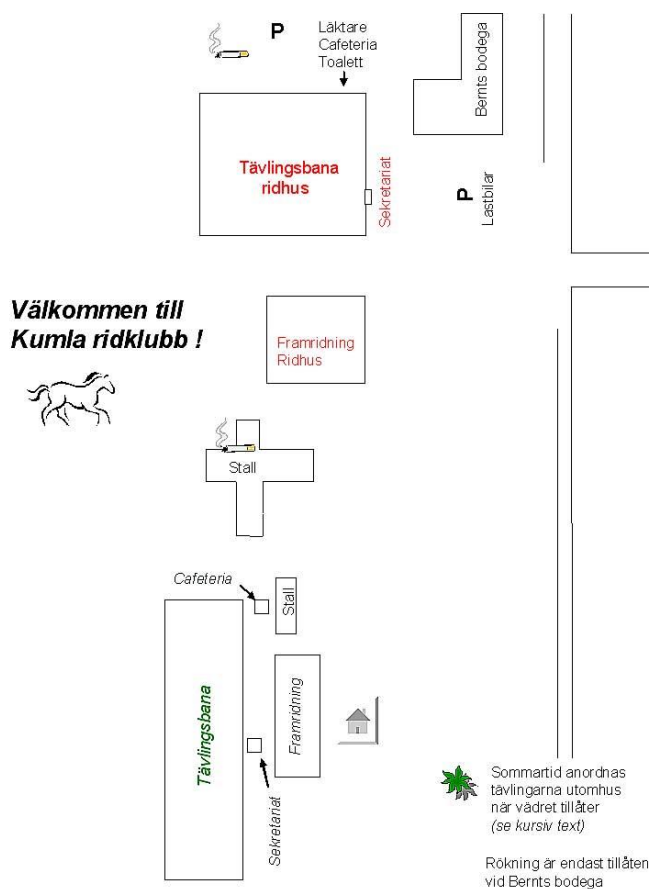 P
Läktare
Cafeteria
Toalett
Bernts bodega
Tävlingsbana
ridhus
Sekretariat
P
Lastbilar
Välkommen till
Kumla ridklubb !
Framridning
Ridhus
Stall
Cafeteria
Stall
Tävlingsbana
Framridning
Sekretariat
Sommartid anordnas
tävlingarna utomhus
när vädret tillåter
(se kursiv text)
Rökning är endast tillåten
vid Bernts bodega